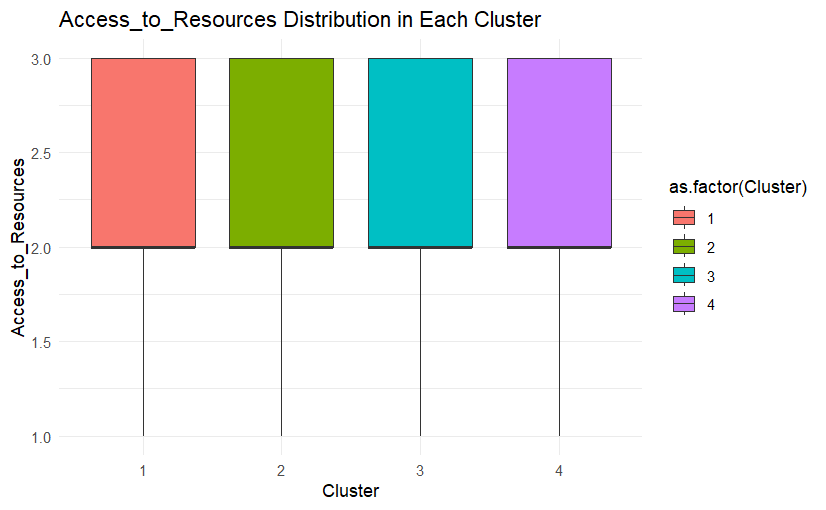 Access_to_Resources Distribution in Each Cluster
Access_to_Resources
3.0
2.5
2.0
1.5
1.0
1 2 3 4
Cluster
as.factor(Cluster)
1
2
3
4